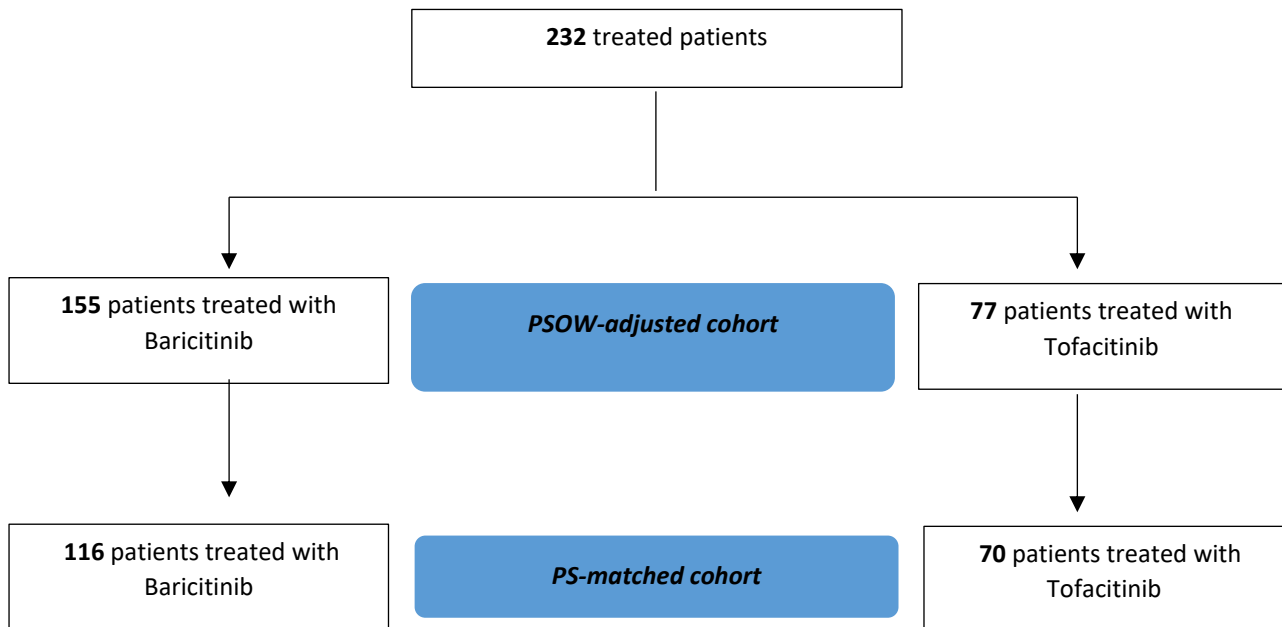 232 treated patients
155 patients treated with
Baricitinib
PSOW-adjusted cohort
77 patients treated with
Tofacitinib
116 patients treated with
Baricitinib
PS-matched cohort
70 patients treated with
Tofacitinib